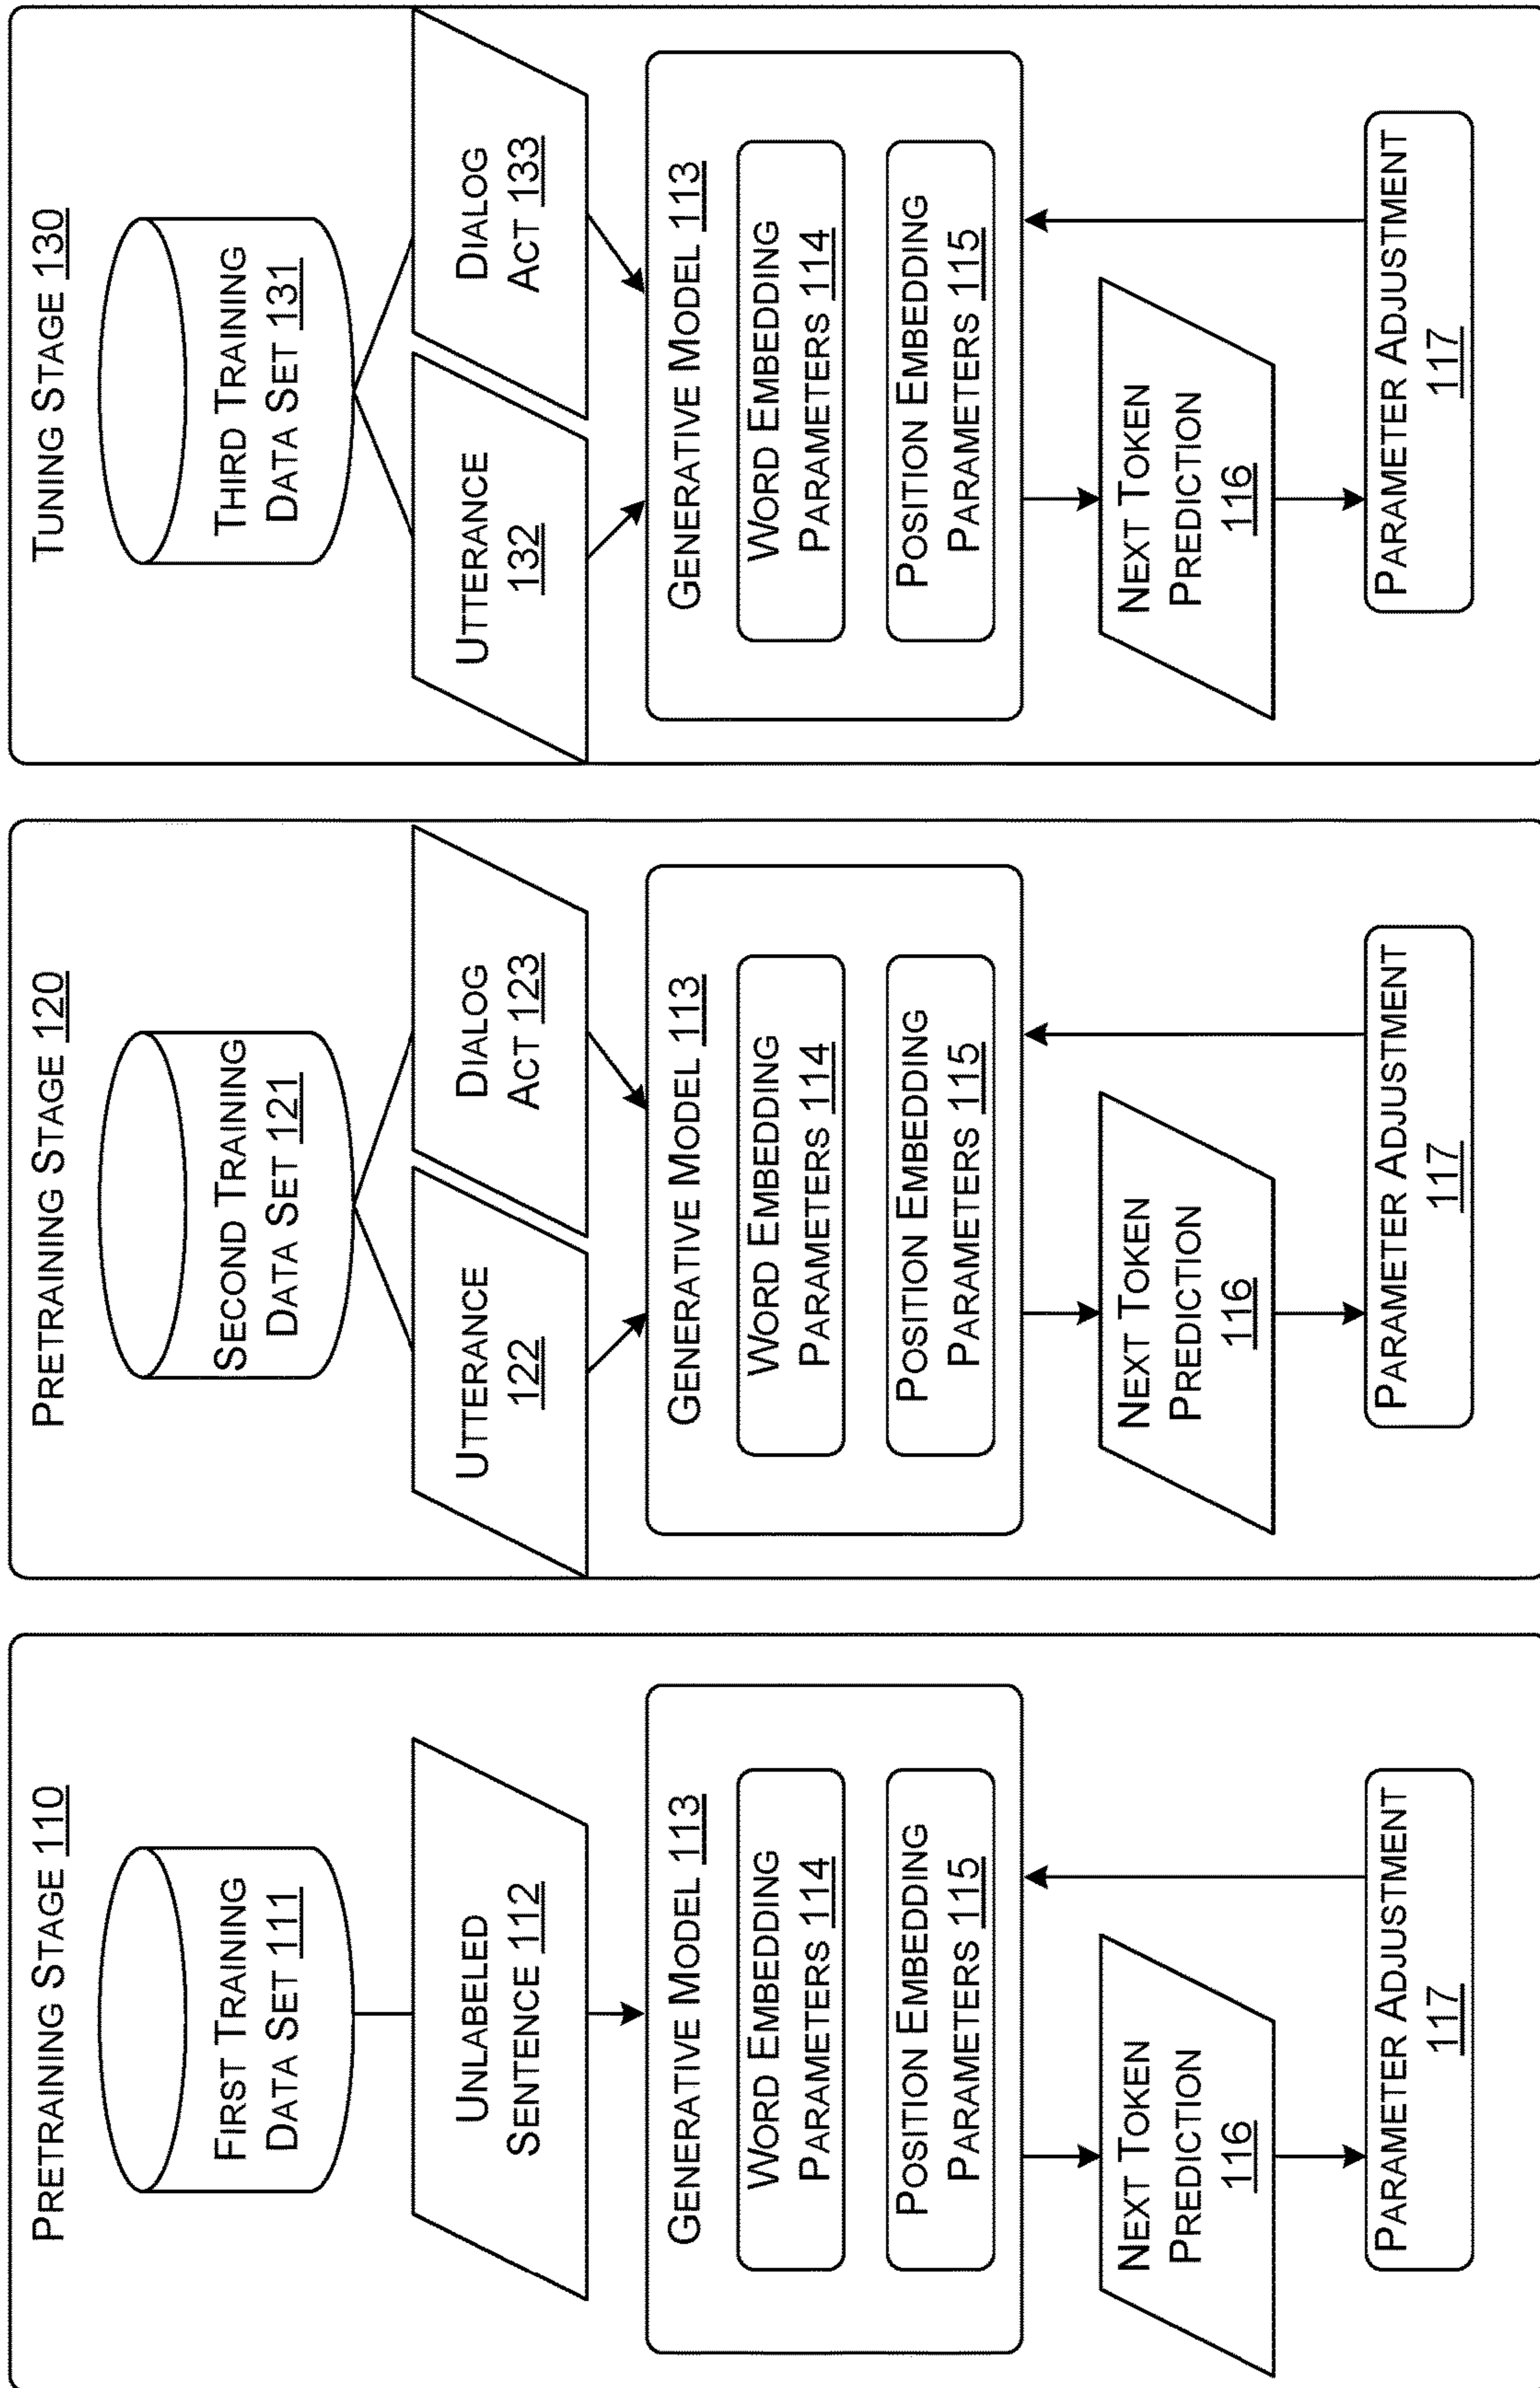 PRETRAINING STAGE 110
FIRST TRAINING
DATA SET 111
UNLABELED
SENTENCE 112
GENERATIVE MODEL 113
WORD EMBEDDING
PARAMETERS 114
POSITION EMBEDDING
PARAMETERS 115
NEXT TOKEN
PREDICTION
116
PARAMETER ADJUSTMENT
117
PRETRAINING STAGE 120
SECOND TRAINING
DATA SET 121
UTTERANCE
122
DIALOG
ACT 123
GENERATIVE MODEL 113
WORD EMBEDDING
PARAMETERS 114
POSITION EMBEDDING
PARAMETERS 115
NEXT TOKEN
PREDICTION
116
PARAMETER ADJUSTMENT
117
TUNING STAGE 130
THIRD TRAINING
DATA SET 131
UTTERANCE
132
DIALOG
ACT 133
GENERATIVE MODEL 113
WORD EMBEDDING
PARAMETERS 114
POSITION EMBEDDING
PARAMETERS 115
NEXT TOKEN
PREDICTION
116
PARAMETER ADJUSTMENT
117